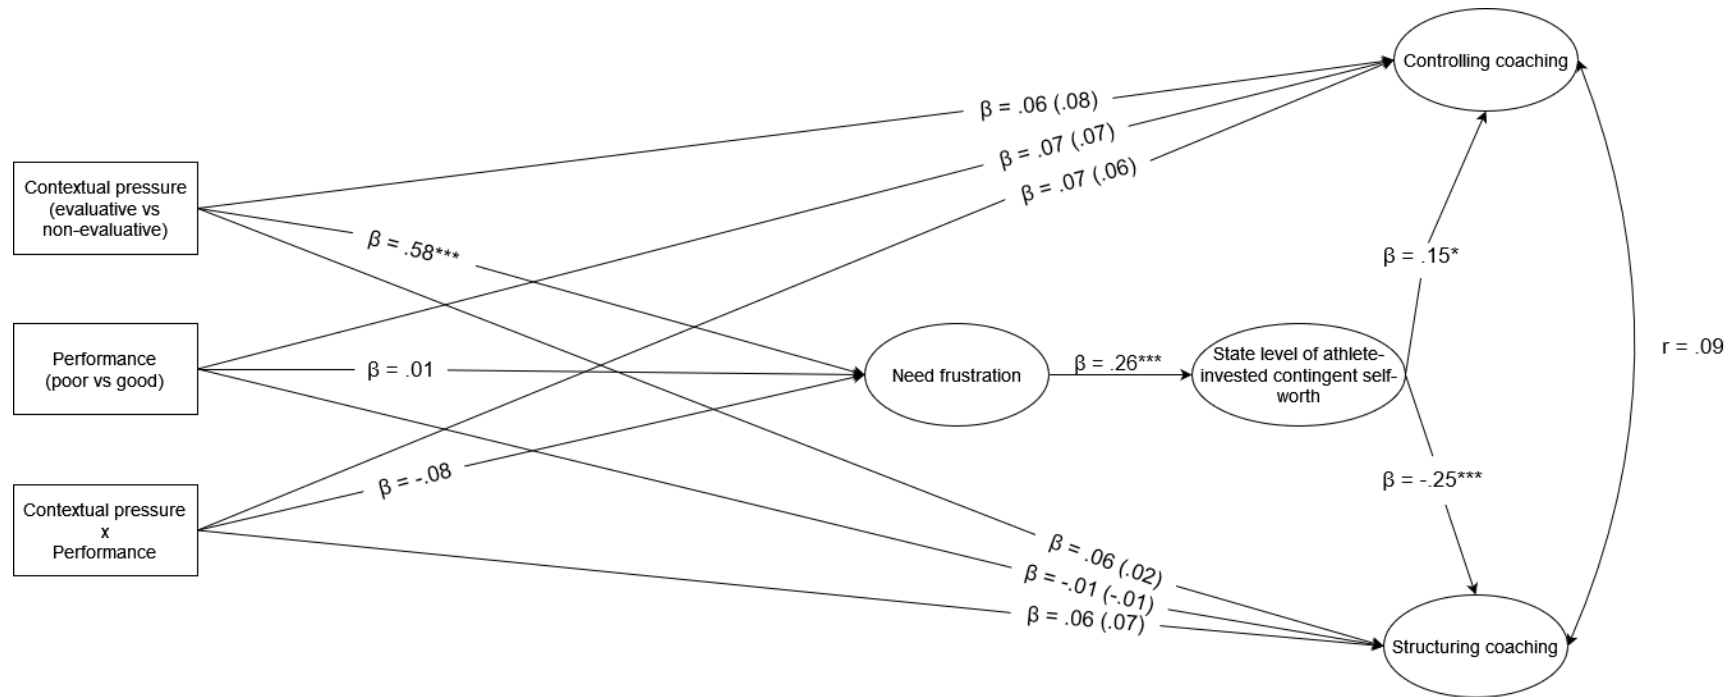 Controlling coaching
β = .06 (.08)
β = .07 (.07)
β = .07 (.06)
Contextual pressure
(evaluative vs
non-evaluative)
β = .58***
β = .15*
Performance
(poor vs good)
β = .01
Need frustration
β = .26***
State level of athlete-
invested contingent self-
worth
r = .09
β = -.08
β = -.25***
Contextual pressure
x
Performance
β = .06 (.02)
β = -.01 (-.01)
β = .06 (.07)
Structuring coaching